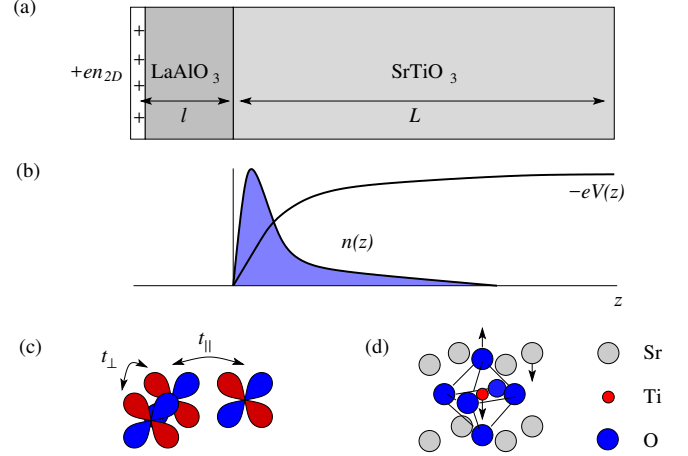 (a)
+
+
+
+
+en2D
LaAlO3
SrTiO3
l
L
(b)
−eV(z)
n(z)
z
(c)
t⊥
t||
(d)
Sr
Ti
O